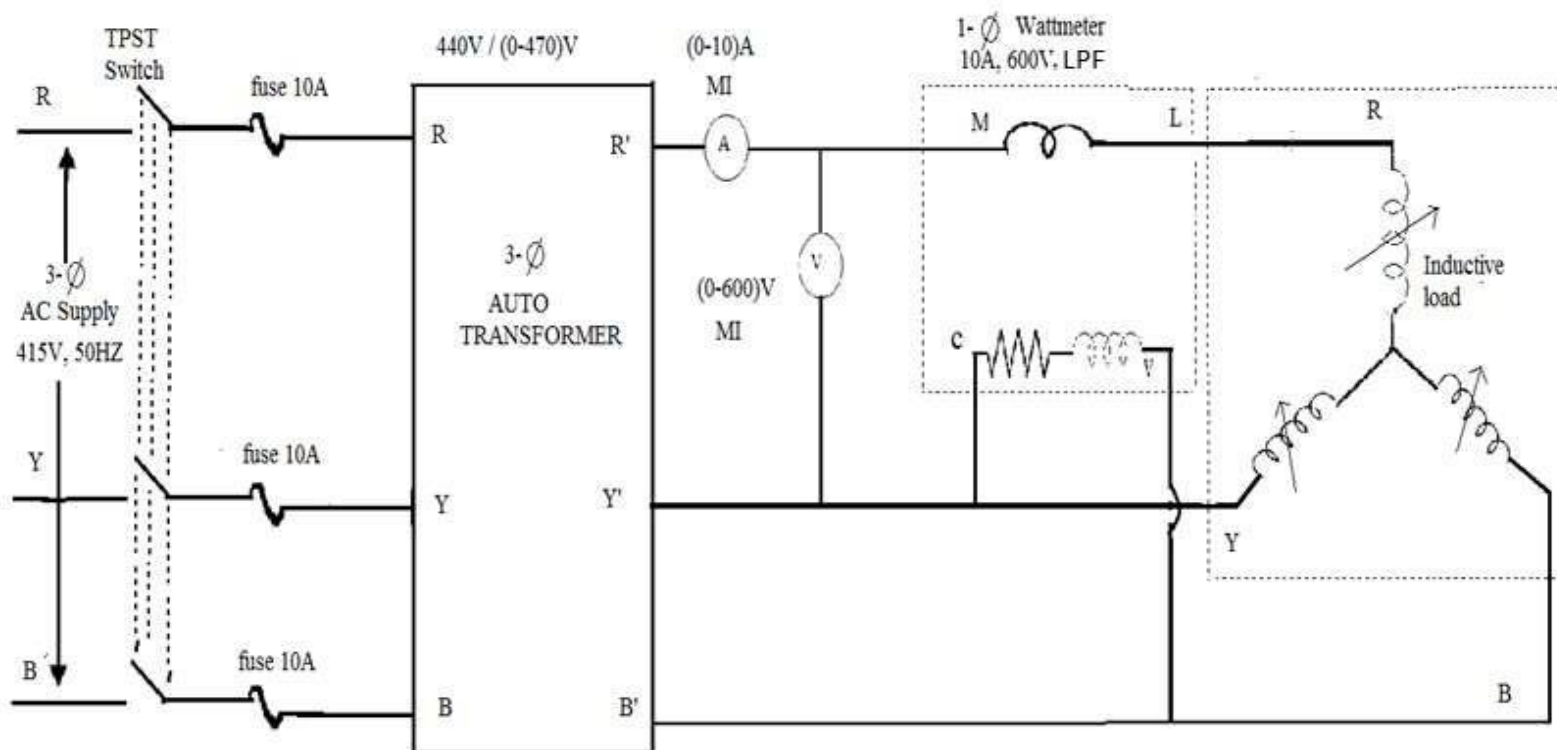 TPST
Switch
440V / (0-470)V
(0-10)A
MI
1-∅ Wattmeter
10A, 600V, LPF
R
fuse 10A
R
R'
A
M
L
R
3-∅
AC Supply
415V, 50HZ
3-∅
AUTO
TRANSFORMER
V
(0-600)V
MI
Inductive
load
c
V
Y
fuse 10A
Y
Y'
Y
B
fuse 10A
B
B'
B